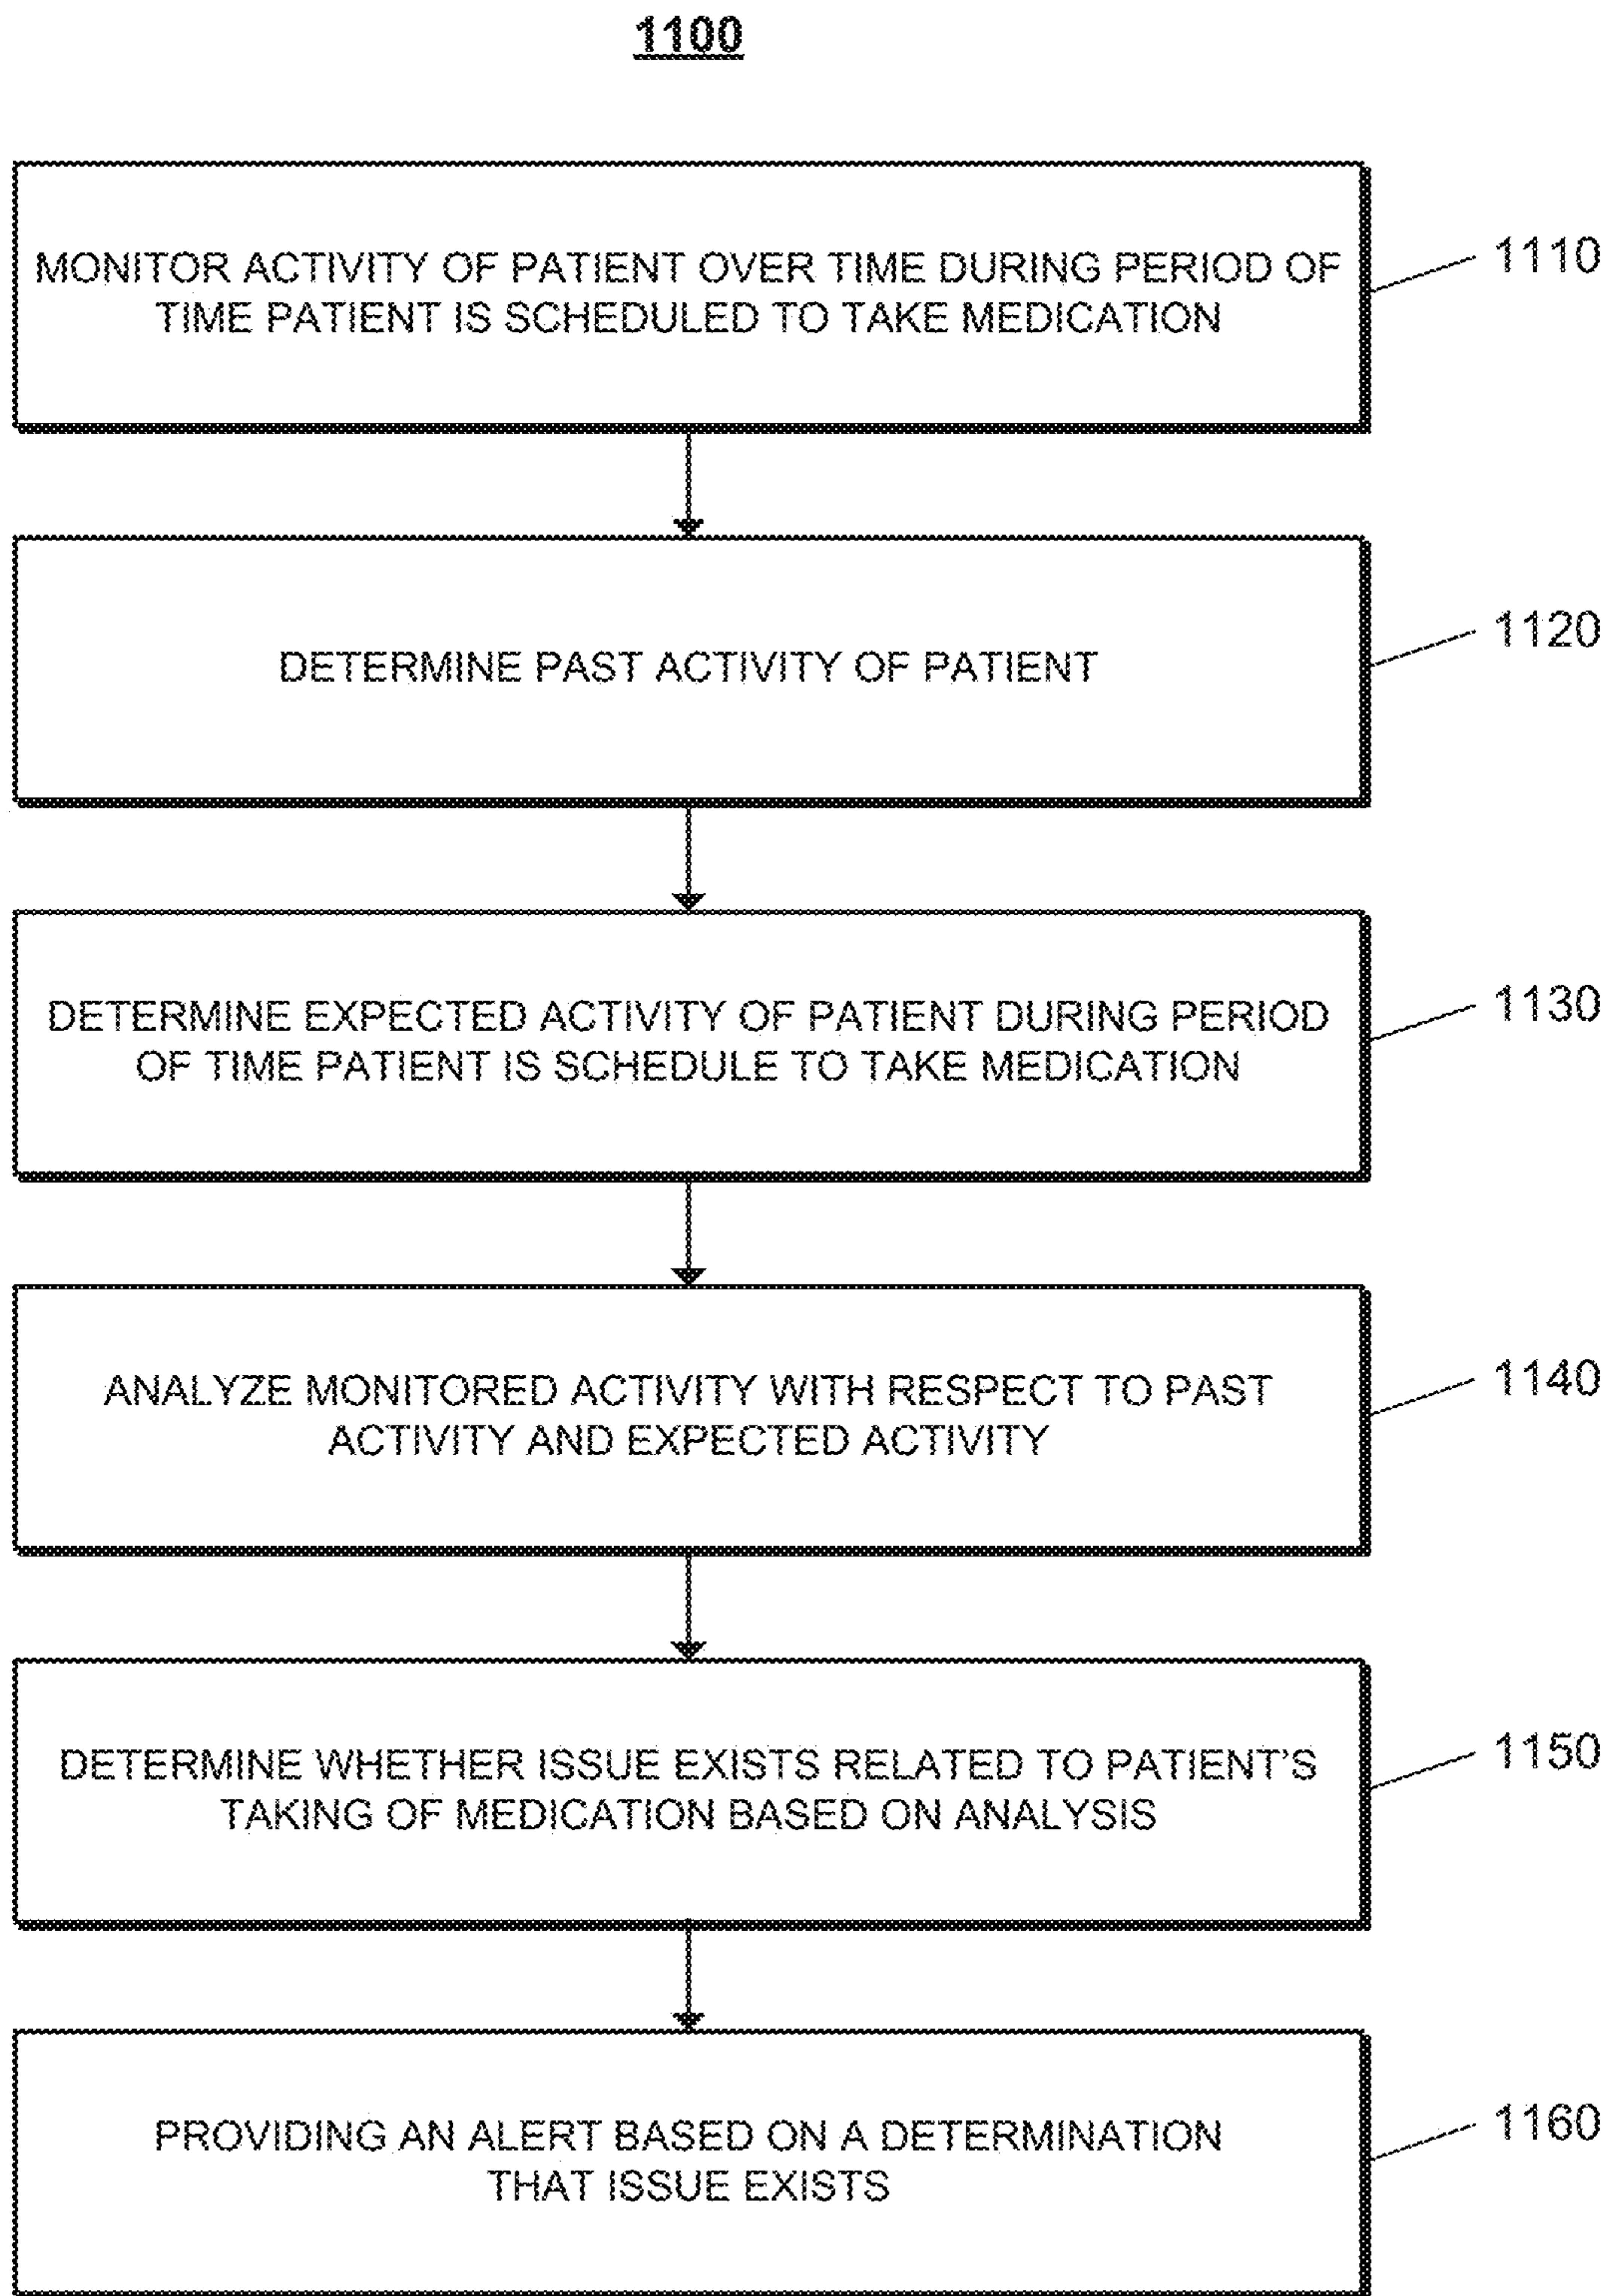 1100
MONITOR ACTIVITY OF PATIENT OVER TIME DURING PERIOD OF
TIME PATIENT IS SCHEDULED TO TAKE MEDICATION
1110
DETERMINE PAST ACTIVITY OF PATIENT
1120
DETERMINE EXPECTED ACTIVITY OF PATIENT DURING PERIOD
OF TIME PATIENT IS SCHEDULE TO TAKE MEDICATION
1130
ANALYZE MONITORED ACTIVITY WITH RESPECT TO PAST
ACTIVITY AND EXPECTED ACTIVITY
1140
DETERMINE WHETHER ISSUE EXISTS RELATED TO PATIENT'S
TAKING OF MEDICATION BASED ON ANALYSIS
1150
PROVIDING AN ALERT BASED ON A DETERMINATION
THAT ISSUE EXISTS
1160